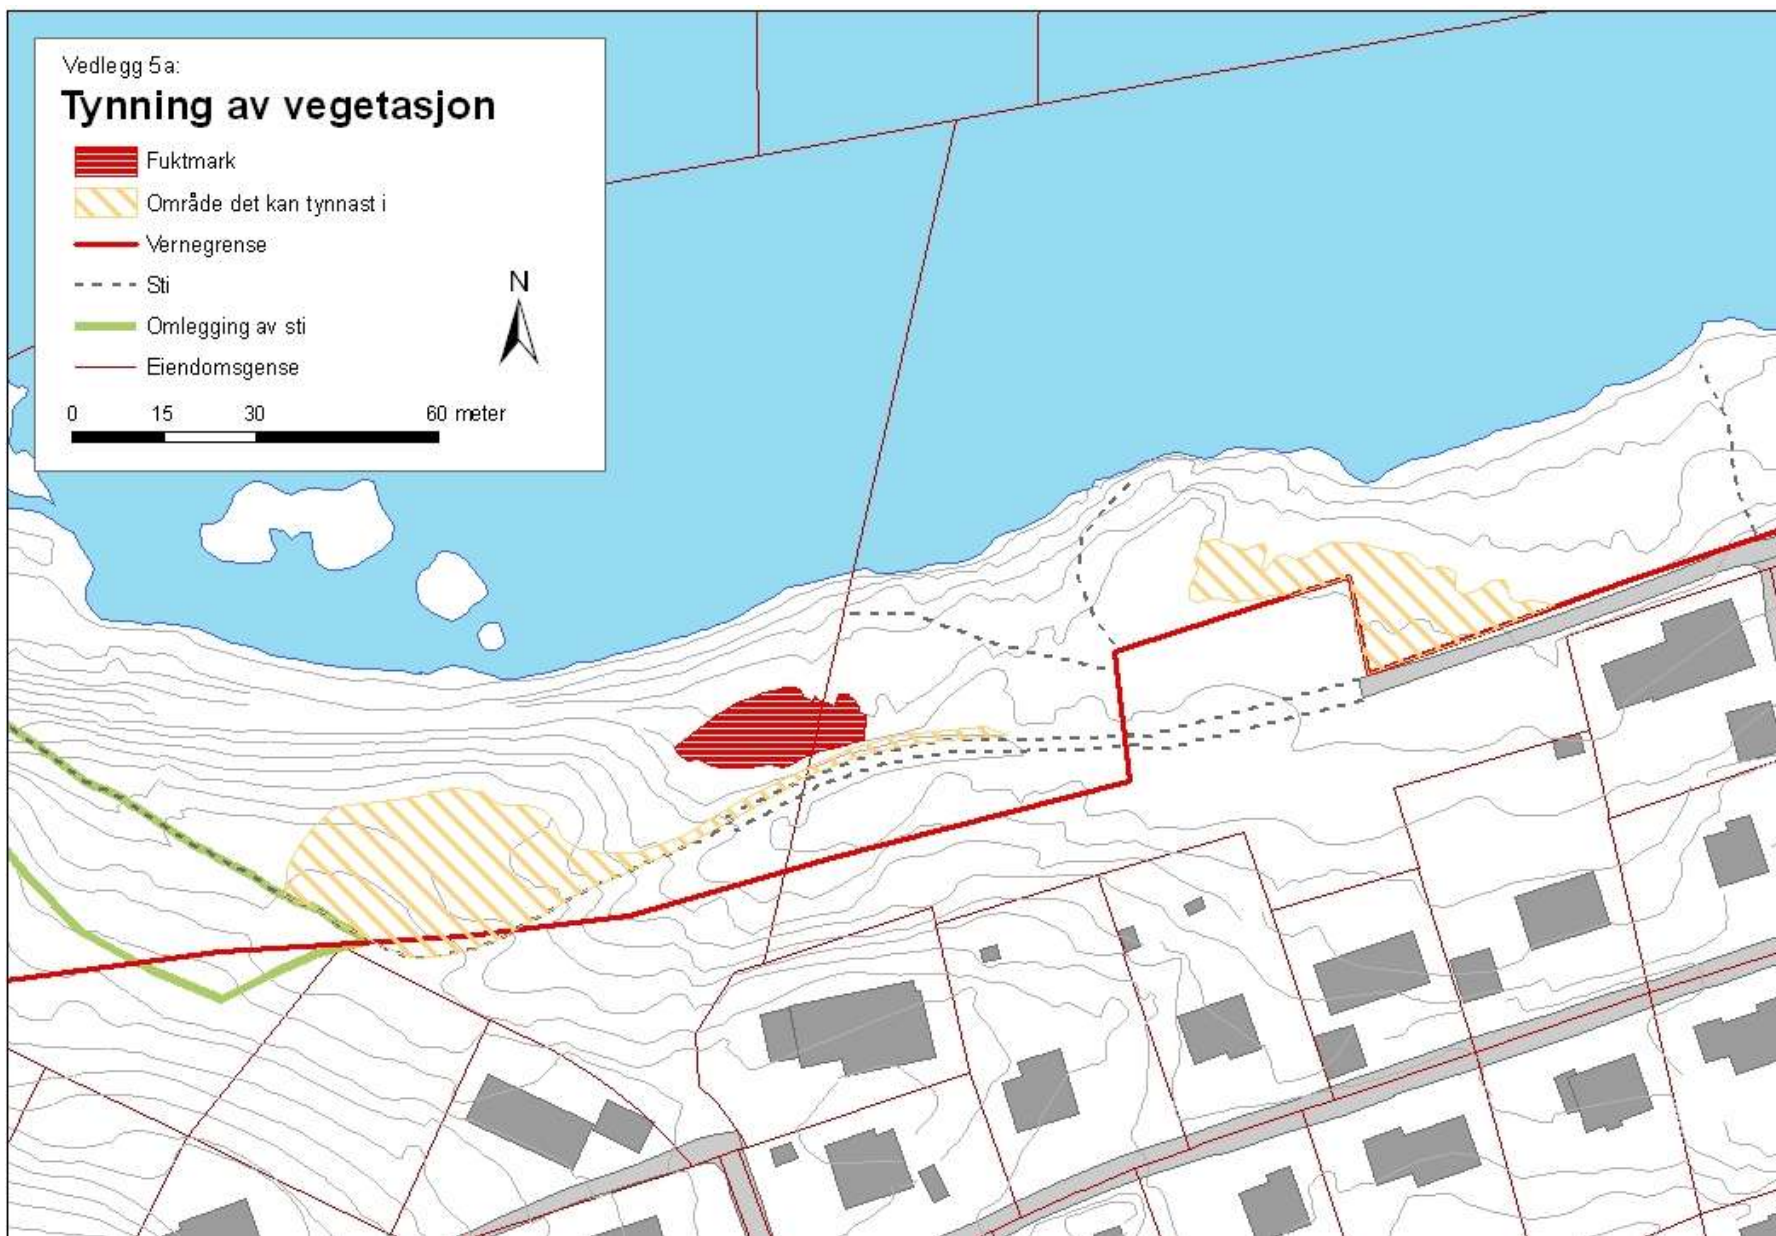 Vedlegg 5a:
Tynning av vegetasjon
Fuktmark
Område det kan tynnast i
Vernegrense
Sti
Omlegging av sti
Eiendomsgense
N
0 15 30 60 meter